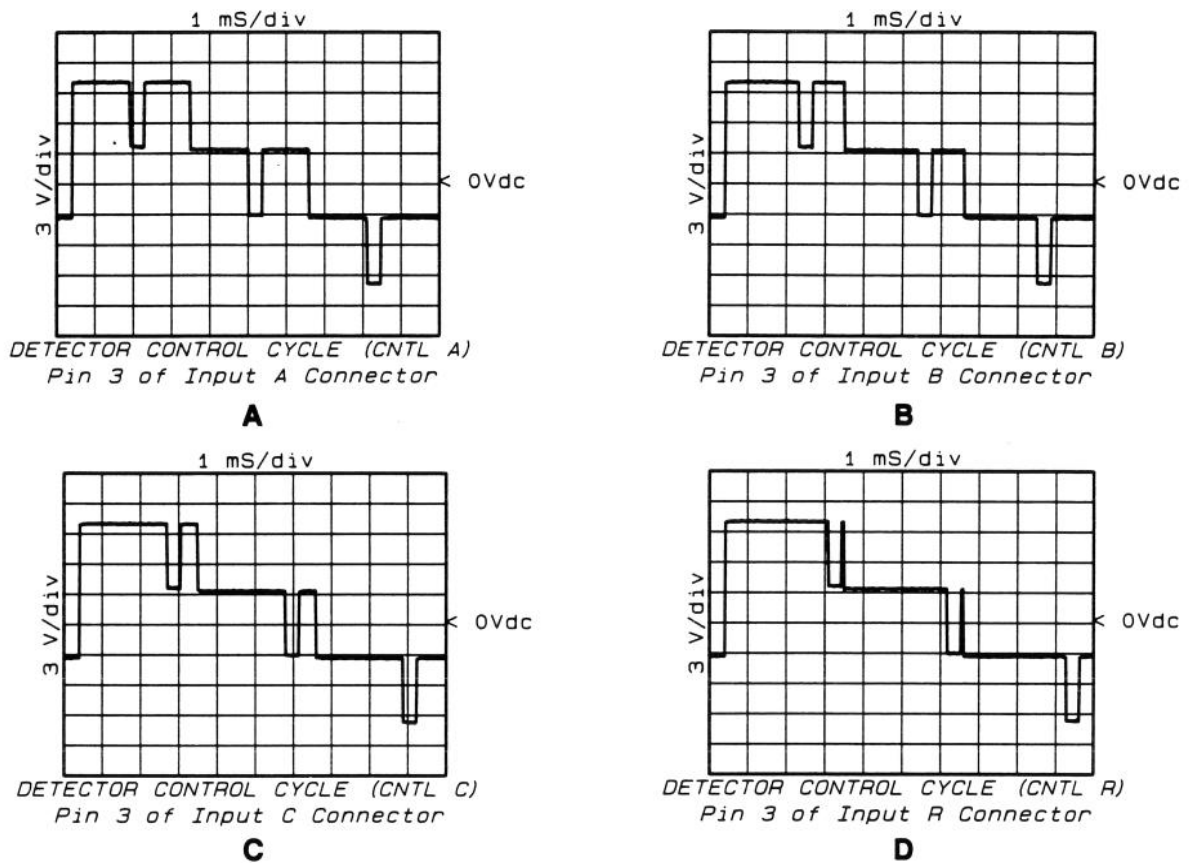 1 mS/div
3 V/div
< 0Vdc
DETECTOR CONTROL CYCLE (CNTL A)
Pin 3 of Input A Connector
A
1 mS/div
3 V/div
< 0Vdc
DETECTOR CONTROL CYCLE (CNTL B)
Pin 3 of Input B Connector
B
1 mS/div
3 V/div
< 0Vdc
DETECTOR CONTROL CYCLE (CNTL C)
Pin 3 of Input C Connector
C
1 mS/div
3 V/div
< 0Vdc
DETECTOR CONTROL CYCLE (CNTL R)
Pin 3 of Input R Connector
D